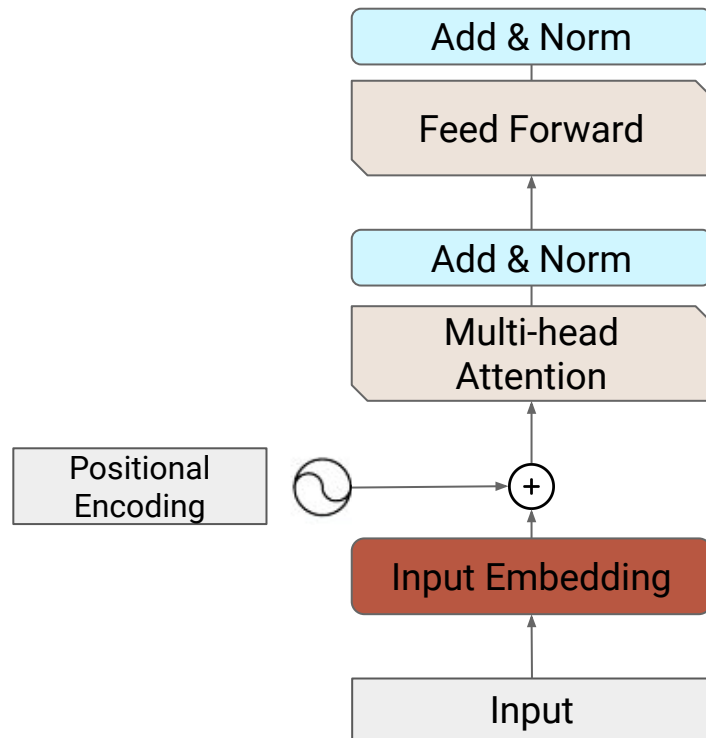 Add & Norm
Feed Forward
Add & Norm
Multi-head
Attention
Positional
Encoding
+
Input Embedding
Input